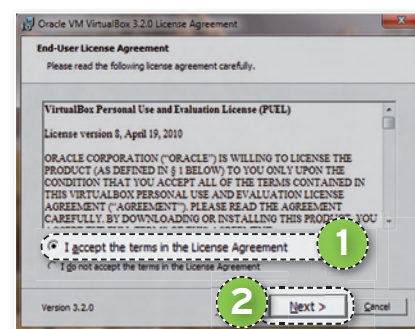 Oracle VM VirtualBox 3.2.0 License Agreement
End-User License Agreement
Please read the following license agreement carefully.
VirtualBox Personal Use and Evaluation License (PUEL)
License version 8, April 19, 2010
ORACLE CORPORATION ("ORACLE") IS WILLING TO LICENSE THE
PRODUCT (AS DEFINED IN § 1 BELOW) TO YOU ONLY UPON THE
CONDITION THAT YOU ACCEPT ALL OF THE TERMS CONTAINED IN
THIS VIRTUALBOX PERSONAL USE AND EVALUATION LICENSE
AGREEMENT ("AGREEMENT"). PLEASE READ THE AGREEMENT
CAREFULLY. BY DOWNLOADING OR INSTALLING THIS PRODUCT, YOU
I accept the terms in the License Agreement
1
I do not accept the terms in the License Agreement
Version 3.2.0
2
Next >
Cancel